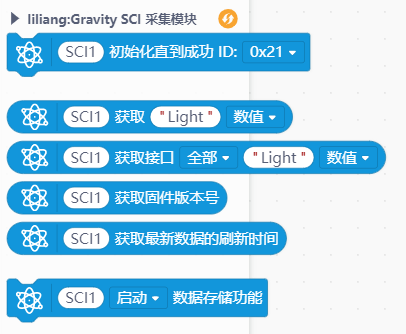 liliang:Gravity SCI 采集模块
SCI1 初始化直到成功 ID: 0x21
SCI1 获取 "Light" 数值
SCI1 获取接口 全部 "Light" 数值
SCI1 获取固件版本号
SCI1 获取最新数据的刷新时间
SCI1 启动 数据存储功能